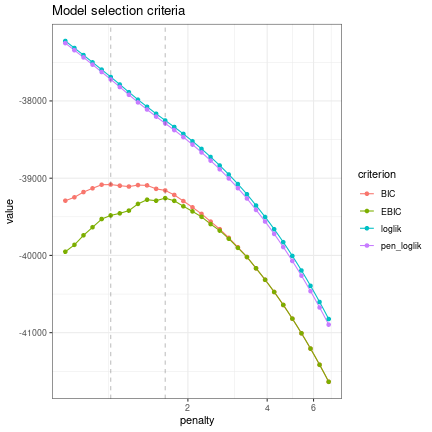 Model selection criteria
value
-38000
-39000
-40000
-41000
2
4
6
penalty
criterion
BIC
EBIC
loglik
pen_loglik